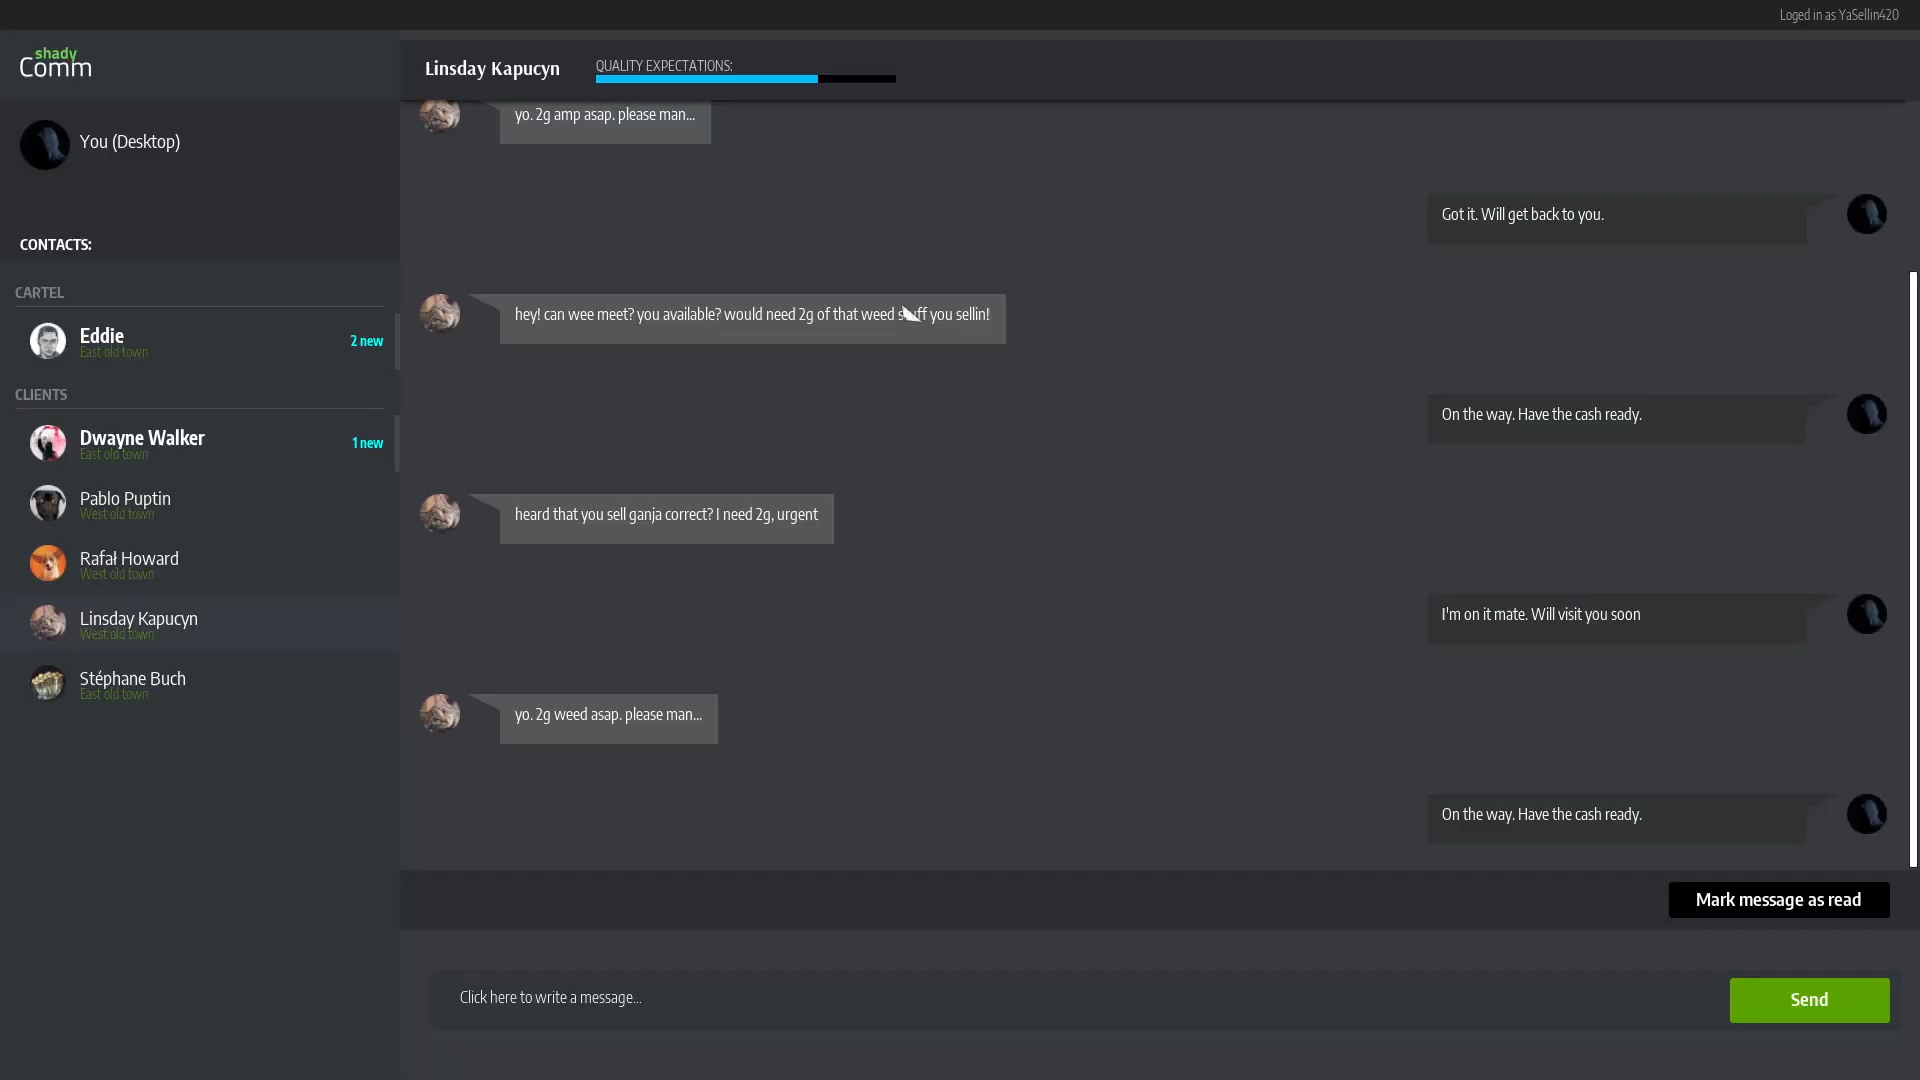 Loged in as YaSellin420
shady
Comm
Linsday Kapucyn
QUALITY EXPECTATIONS:
You (Desktop)
CONTACTS:
CARTEL
Eddie
East old town
2 new
CLIENTS
Dwayne Walker
East old town
1 new
Pablo Puptin
West old town
Rafał Howard
West old town
Linsday Kapucyn
West old town
Stéphane Buch
East old town
yo. 2g amp asap. please man...
Got it. Will get back to you.
hey! can wee meet? you available? would need 2g of that weed stuff you sellin!
On the way. Have the cash ready.
heard that you sell ganja correct? I need 2g, urgent
I'm on it mate. Will visit you soon
yo. 2g weed asap. please man...
On the way. Have the cash ready.
Mark message as read
Click here to write a message...
Send